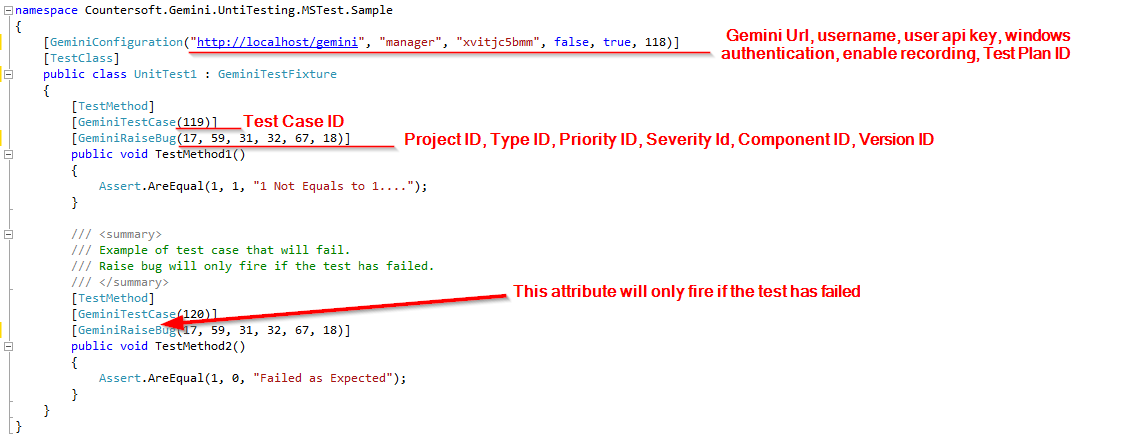 namespace Countersoft.Gemini.UntiTesting.MSTest.Sample
{
[GeminiConfiguration("http://localhost/gemini", "manager", "xvitjc5bmm", false, true, 118)]
Gemini Url, username, user api key, windows
authentication, enable recording, Test Plan ID
[TestClass]
public class UnitTest1 : GeminiTestFixture
{
[TestMethod]
[GeminiTestCase(119)]
Test Case ID
[GeminiRaiseBug(17, 59, 31, 32, 67, 18)]
Project ID, Type ID, Priority ID, Severity Id, Component ID, Version ID
public void TestMethod1()
{
Assert.AreEqual(1, 1, "1 Not Equals to 1....");
}
/// <summary>
/// Example of test case that will fail.
/// Raise bug will only fire if the test has failed.
/// </summary>
[TestMethod]
This attribute will only fire if the test has failed
[GeminiTestCase(120)]
[GeminiRaiseBug(17, 59, 31, 32, 67, 18)]
public void TestMethod2()
{
Assert.AreEqual(1, 0, "Failed as Expected");
}
}
}